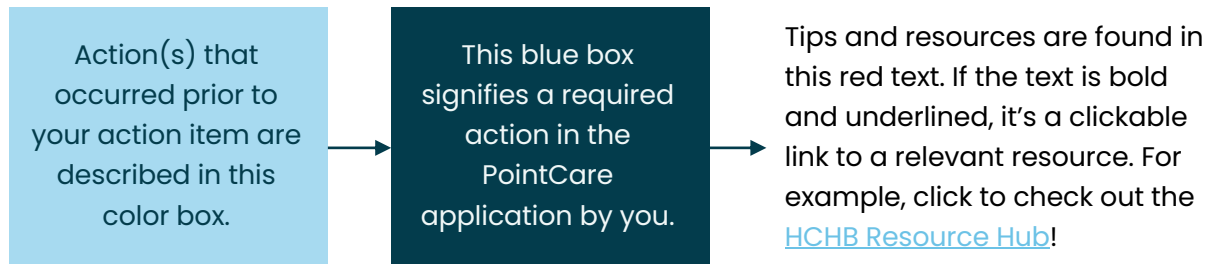 Action(s) that
occurred prior to
your action item are
described in this
color box.
This blue box
signifies a required
action in the
PointCare
application by you.
Tips and resources are found in
this red text. If the text is bold
and underlined, it’s a clickable
link to a relevant resource. For
example, click to check out the
HCHB Resource Hub!